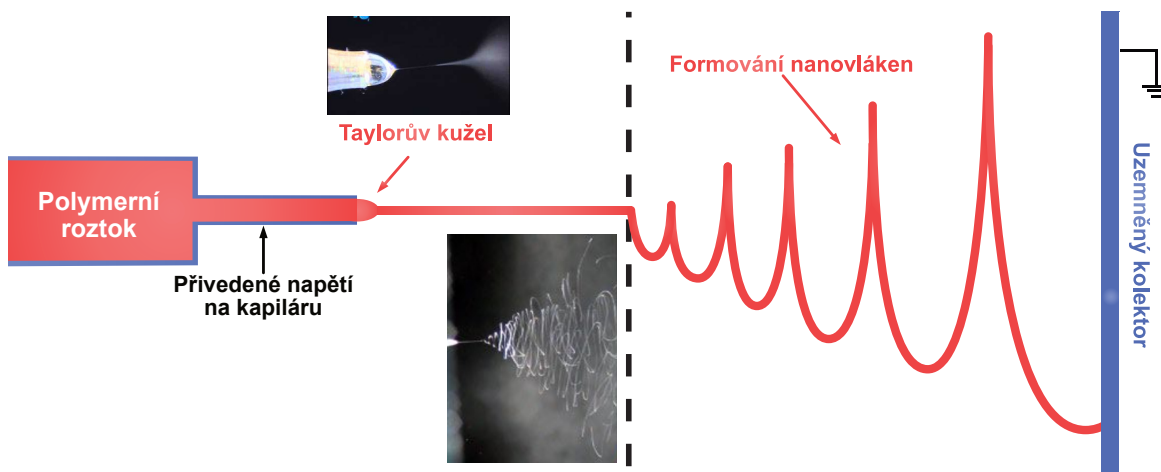 Formování nanovláken
Taylorův kužel
Polymerní
roztok
Přivedené napětí
na kapiláru
Uzemněný kolektor